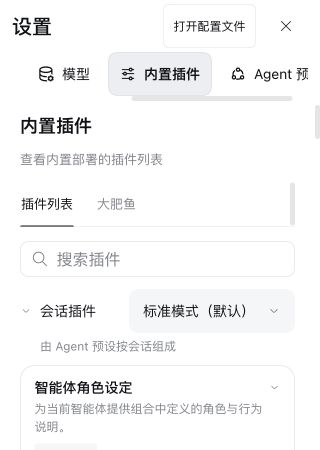 设置
打开配置文件
模型
内置插件
Agent 预
内置插件
查看内置部署的插件列表
插件列表
大肥鱼
搜索插件
会话插件
标准模式（默认）
由 Agent 预设按会话组成
智能体角色设定
为当前智能体提供组合中定义的角色与行为
说明。